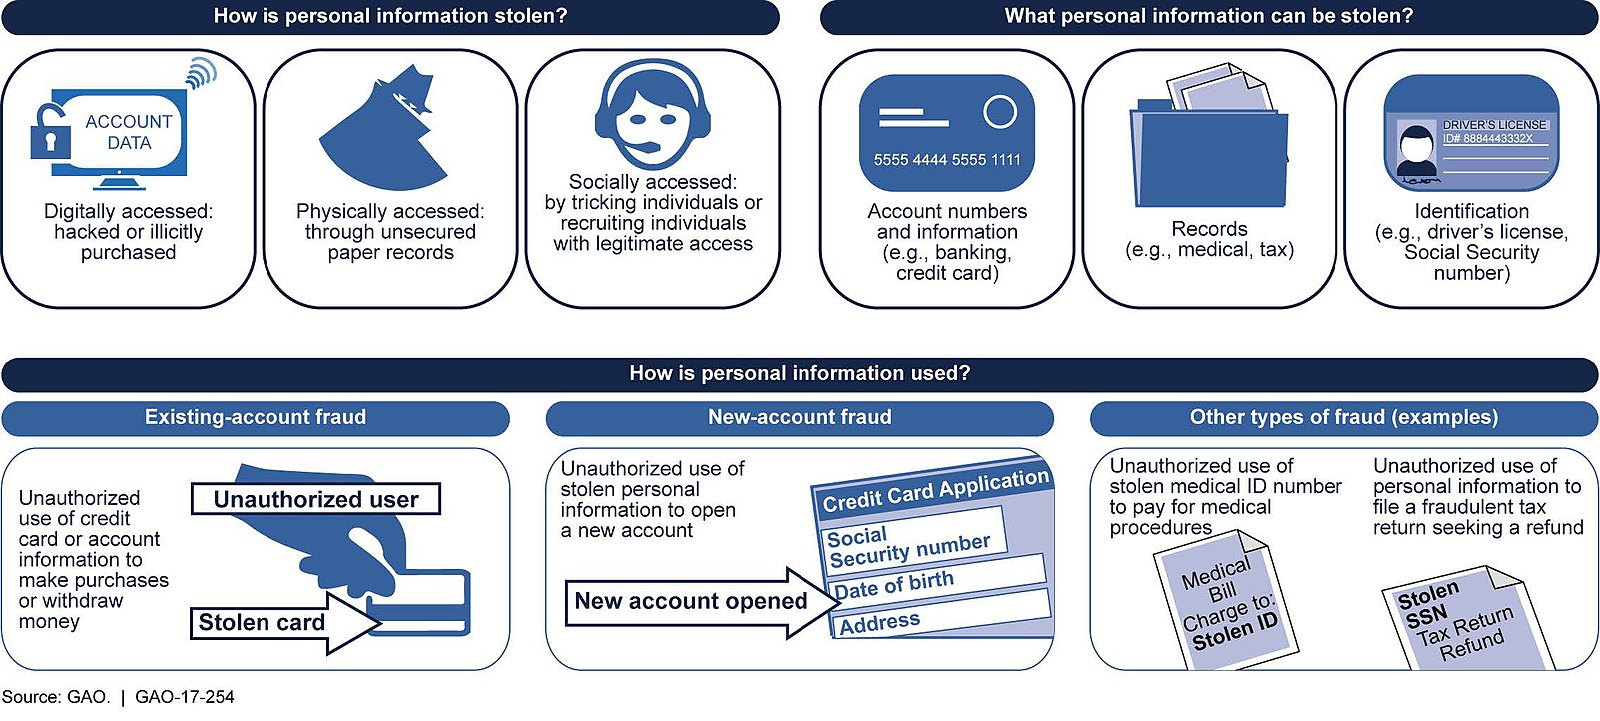 How is personal information stolen?
What personal information can be stolen?
ACCOUNT
DATA
Digitally accessed:
hacked or illicitly
purchased
Physically accessed:
through unsecured
paper records
Socially accessed:
by tricking individuals or
recruiting individuals
with legitimate access
5555 4444 5555 1111
Account numbers
and information
(e.g., banking,
credit card)
Records
(e.g., medical, tax)
DRIVER'S LICENSE
ID# 8884443332X
Identification
(e.g., driver's license,
Social Security
number)
How is personal information used?
Existing-account fraud
Unauthorized
use of credit
card or account
information to
make purchases
or withdraw
money
Unauthorized user
Stolen card
New-account fraud
Unauthorized use of
stolen personal
information to open
a new account
New account opened
Credit Card Application
Social
Security number
Date of birth
Address
Other types of fraud (examples)
Unauthorized use of
stolen medical ID number
to pay for medical
procedures
Medical
Bill
Charge to:
Stolen ID
Unauthorized use of
personal information to
file a fraudulent tax
return seeking a refund
Stolen
SSN
Tax Return
Refund
Source: GAO. | GAO-17-254